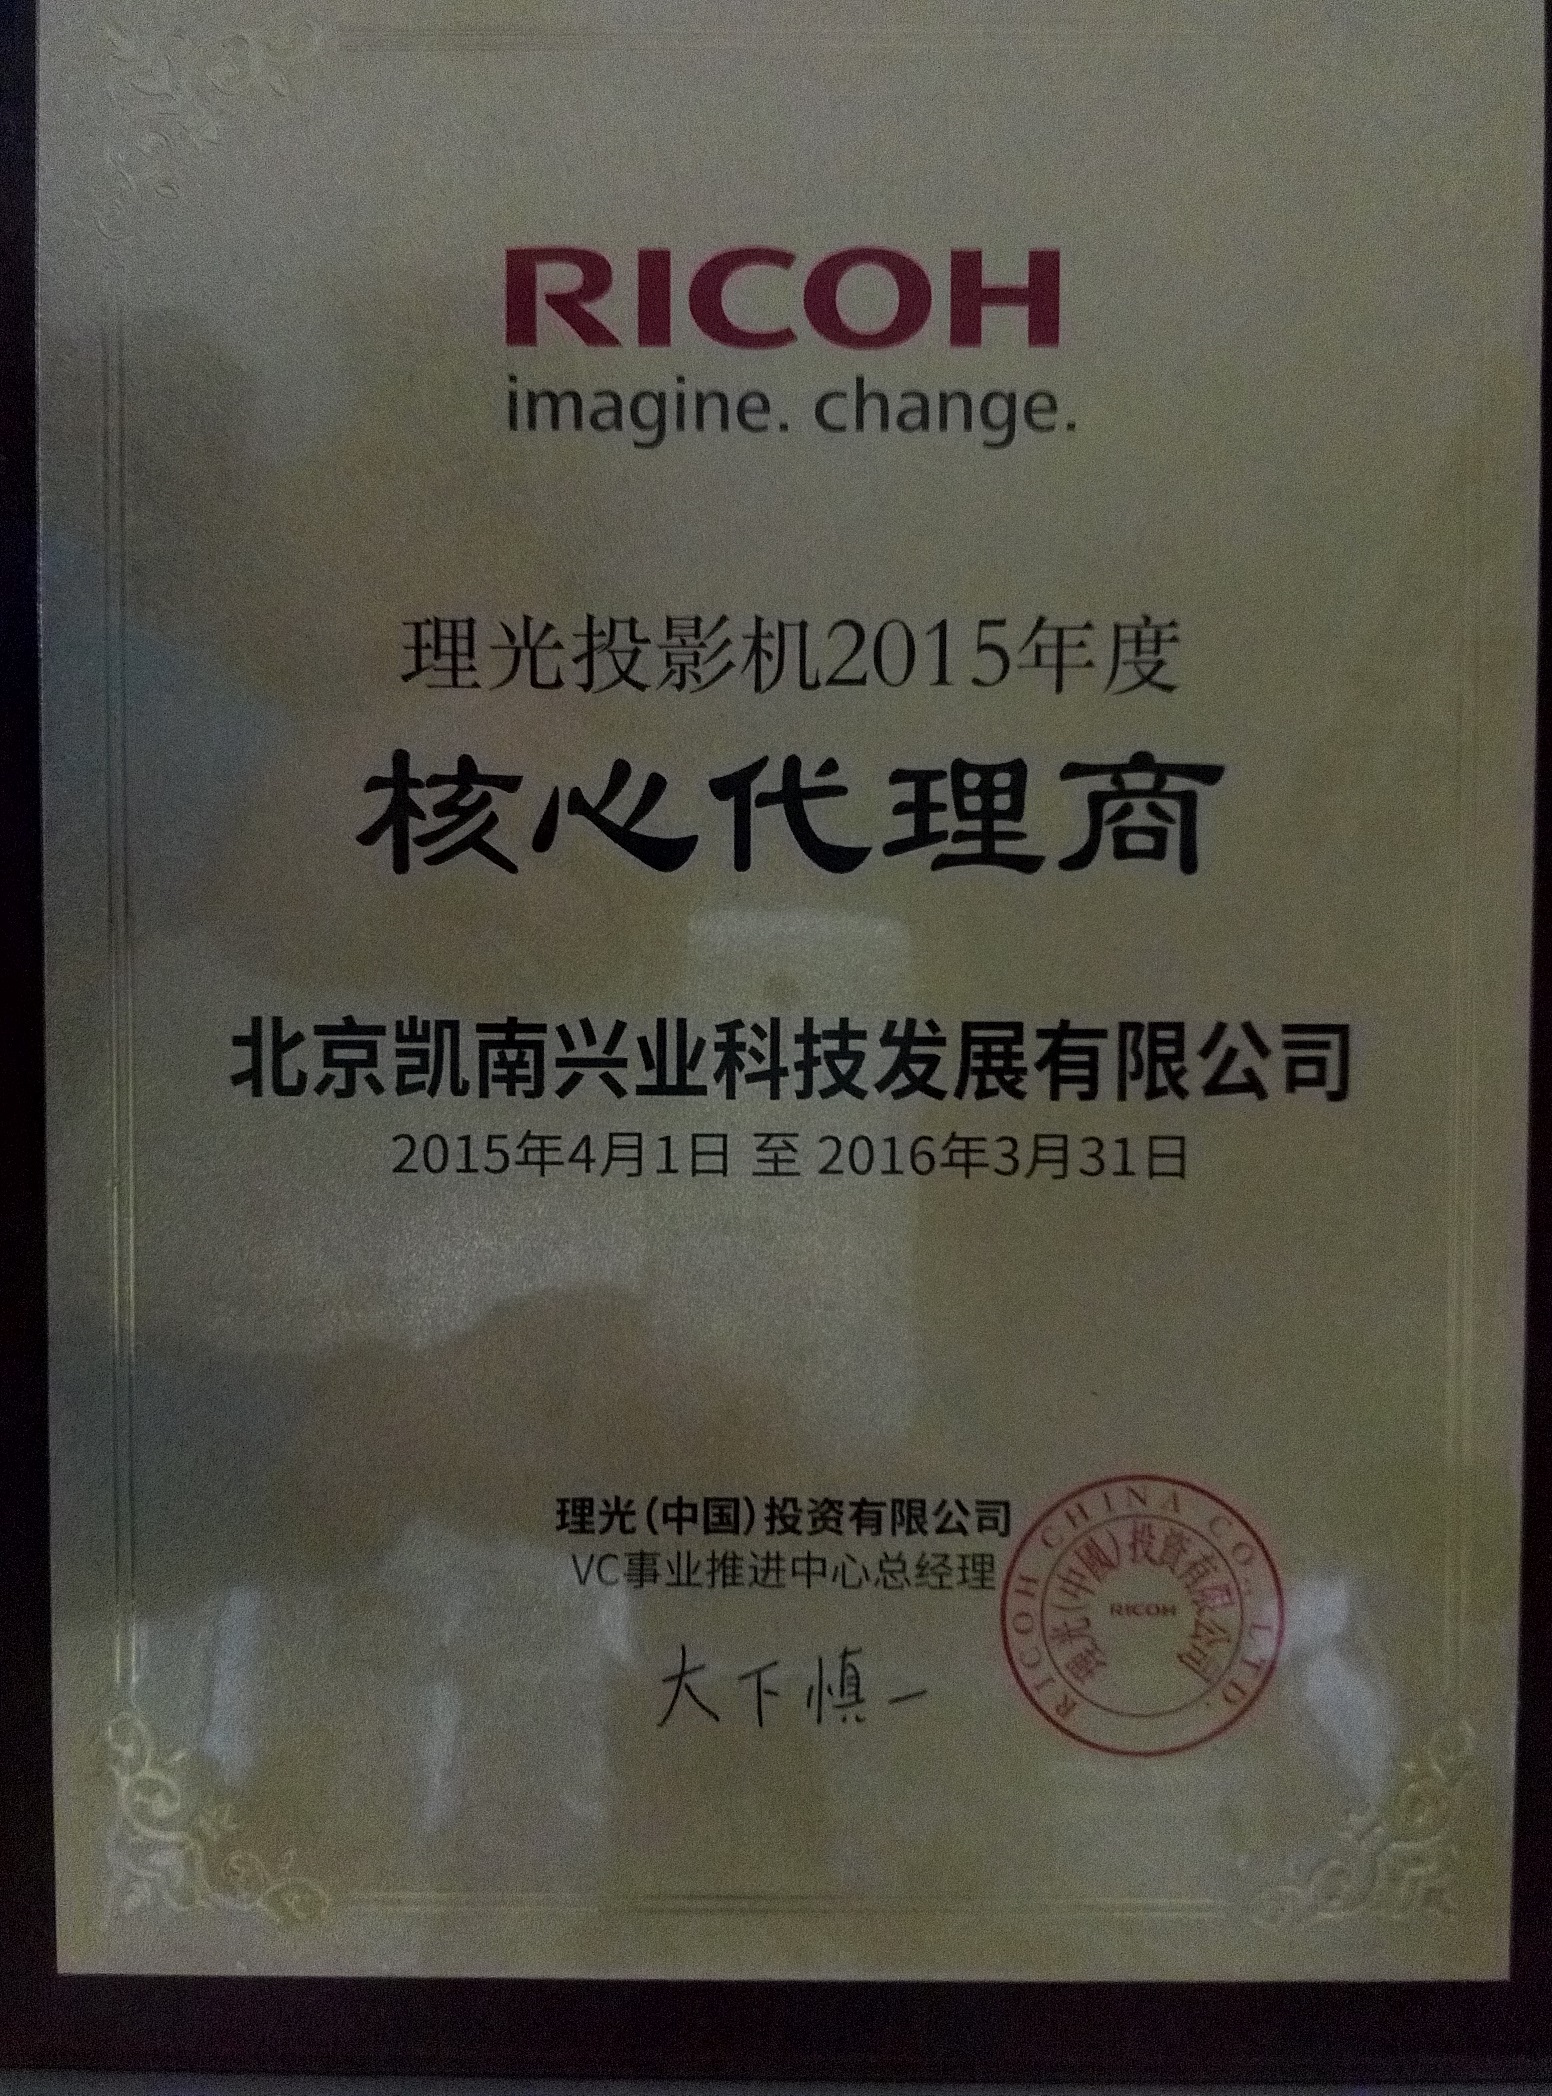 RICOH
imagine. change.
理光投影机2015年度
核心代理商
北京凯南兴业科技发展有限公司
2015年4月1日 至 2016年3月31日
理光(中国)投资有限公司
VC事业推进中心总经理
大下慎一
RICOH CHINA CO., LTD.
理光(中國)投資有限公司
RICOH